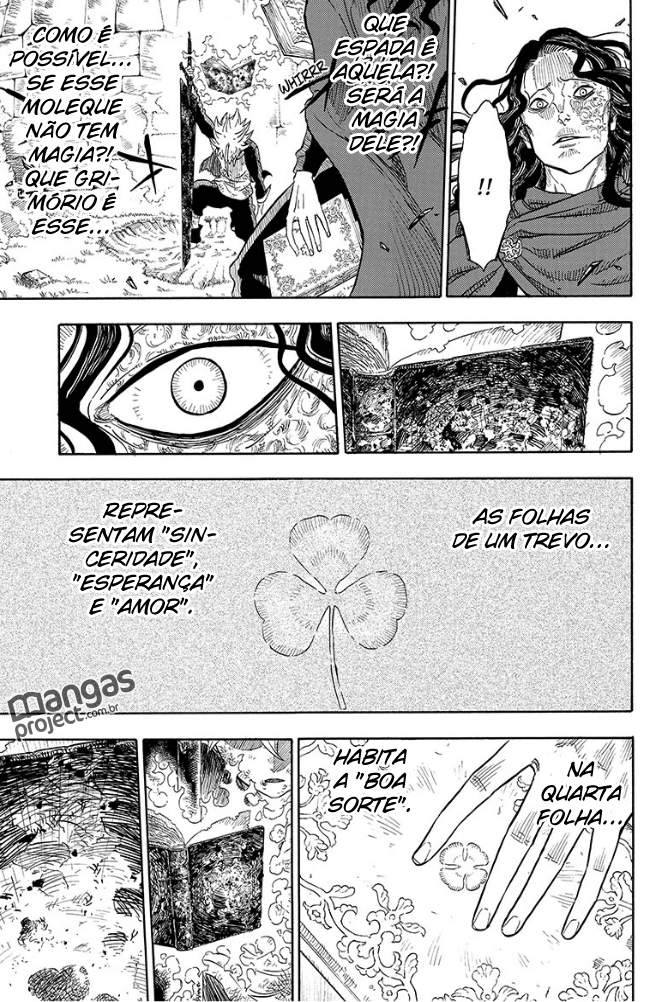 !!
QUE
ESPADA É
AQUELA?!
SERÁ A
MAGIA
DELE?!
WHIRRR
COMO É
POSSÍVEL...
SE ESSE
MOLEQUE
NÃO TEM
MAGIA?!
QUE GRI-
MÓRIO É
ESSE...
AS FOLHAS
DE UM TREVO...
REPRE-
SENTAM "SIN-
CERIDADE",
"ESPERANÇA"
E "AMOR".
mangas
project.com.br
NA
QUARTA
FOLHA...
HABITA
A "BOA
SORTE".